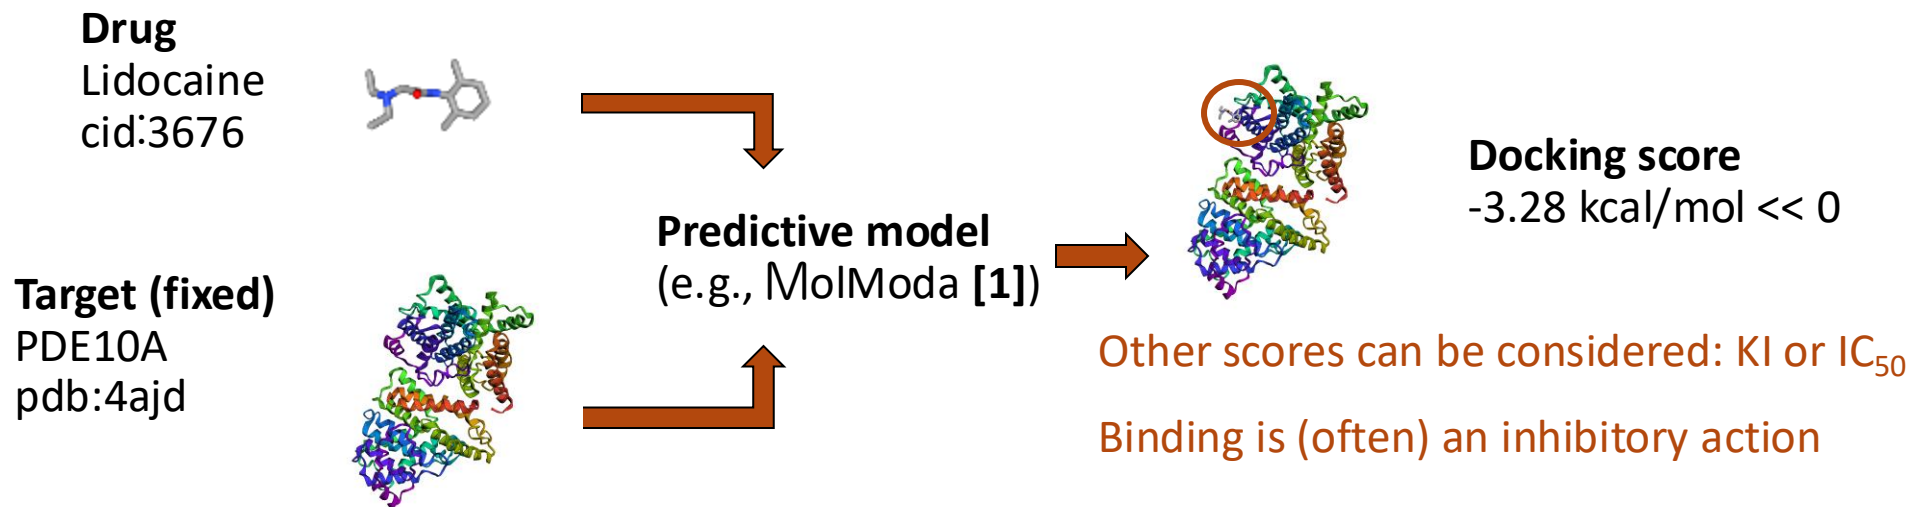 Drug
Lidocaine
cid:3676
Target (fixed)
PDE10A
pdb:4ajd
Predictive model
(e.g., MolModa [1])
Docking score
-3.28 kcal/mol << 0
Other scores can be considered: KI or IC50
Binding is (often) an inhibitory action